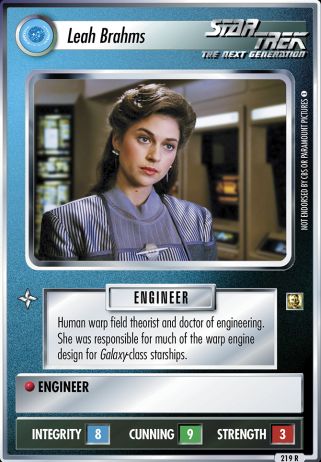 Leah Brahms
STAR TREK
THE NEXT GENERATION
NOT ENDORSED BY CBS OR PARAMOUNT PICTURES
ENGINEER
Human warp field theorist and doctor of engineering.
She was responsible for much of the warp engine
design for Galaxy-class starships.
ENGINEER
INTEGRITY 8 CUNNING 9 STRENGTH 3
219 R